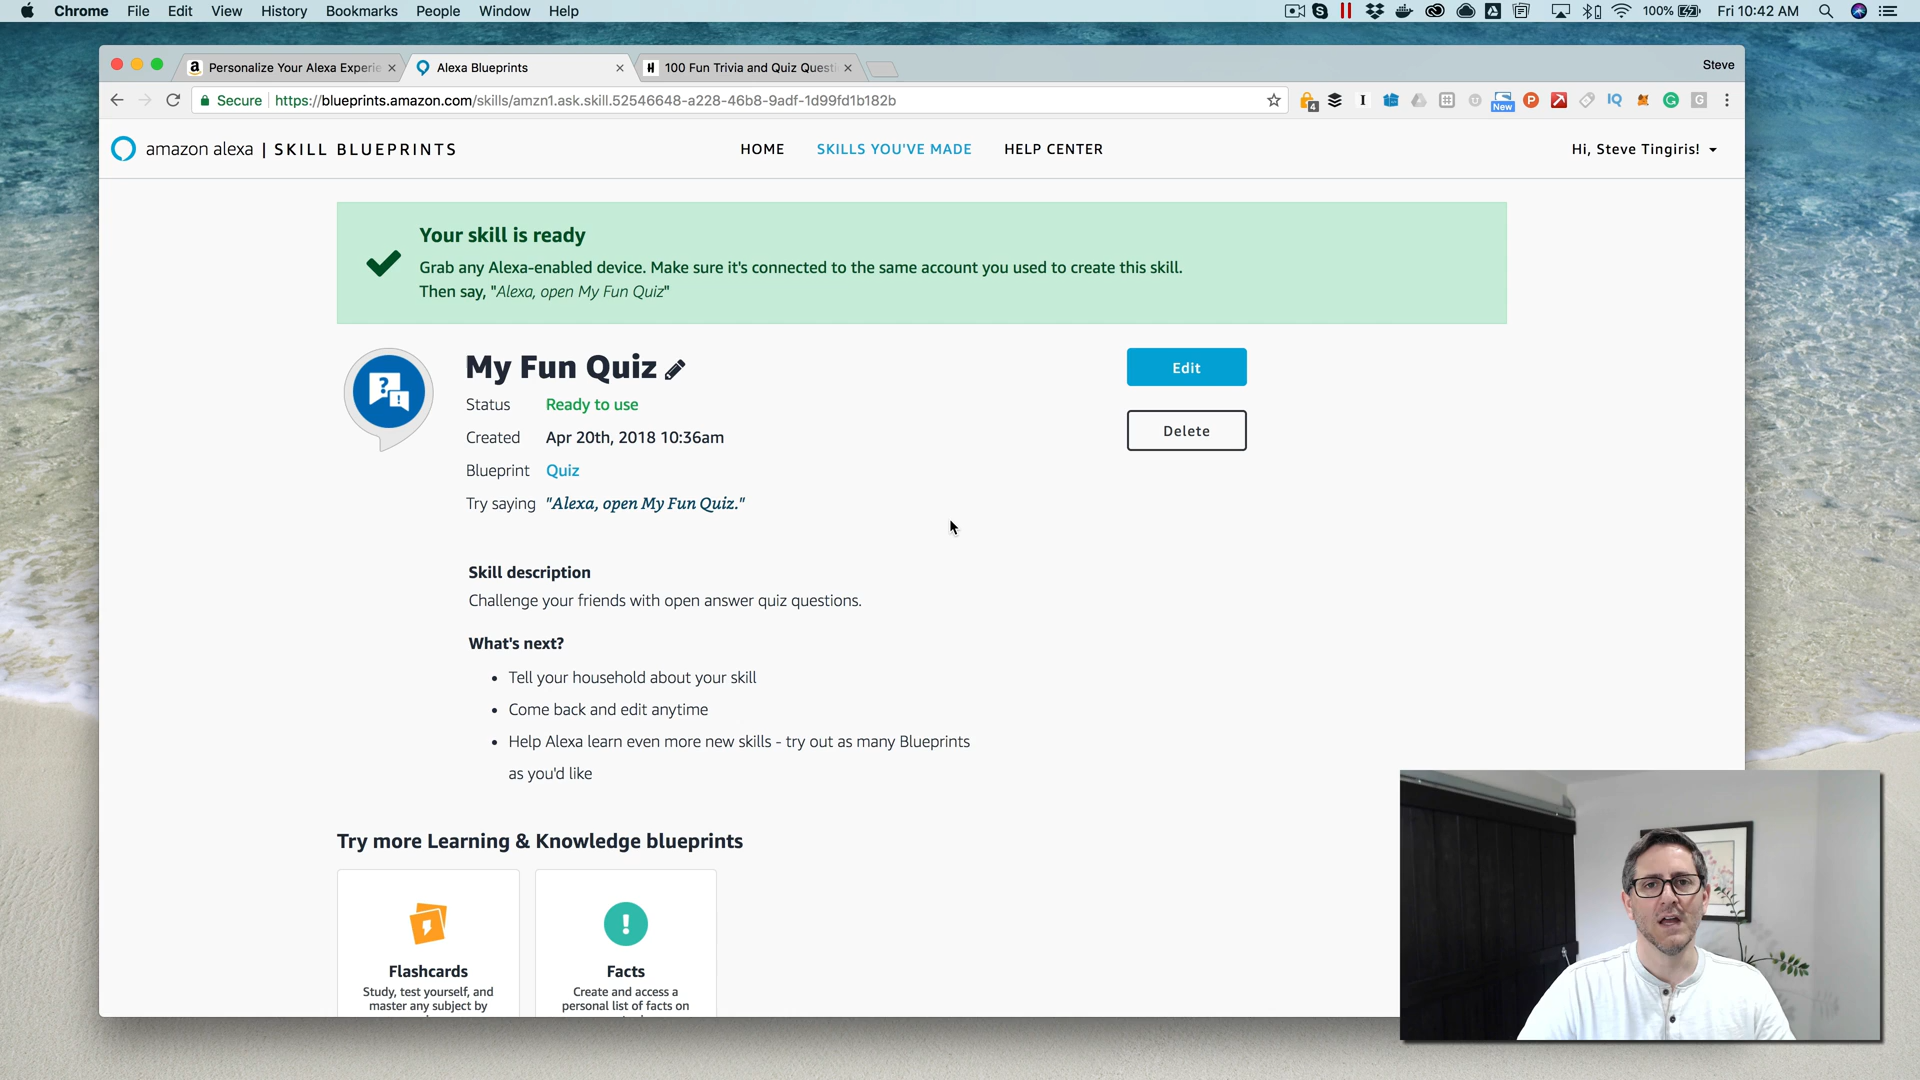 Chrome File Edit View History Bookmarks People Window Help
100% Fri 10:42 AM
Personalize Your Alexa Experie
Alexa Blueprints
100 Fun Trivia and Quiz Quest
Steve
Secure https://blueprints.amazon.com/skills/amzn1.ask.skill.52546648-a228-46b8-9adf-1d99fd1b182b
amazon alexa | SKILL BLUEPRINTS
HOME
SKILLS YOU'VE MADE
HELP CENTER
Hi, Steve Tingiris!
Your skill is ready
Grab any Alexa-enabled device. Make sure it's connected to the same account you used to create this skill.
Then say, "Alexa, open My Fun Quiz"
My Fun Quiz
Edit
Status Ready to use
Delete
Created Apr 20th, 2018 10:36am
Blueprint Quiz
Try saying "Alexa, open My Fun Quiz."
Skill description
Challenge your friends with open answer quiz questions.
What's next?
• Tell your household about your skill
• Come back and edit anytime
• Help Alexa learn even more new skills - try out as many Blueprints
as you'd like
Try more Learning & Knowledge blueprints
Flashcards
Study, test yourself, and
master any subject by
Facts
Create and access a
personal list of facts on